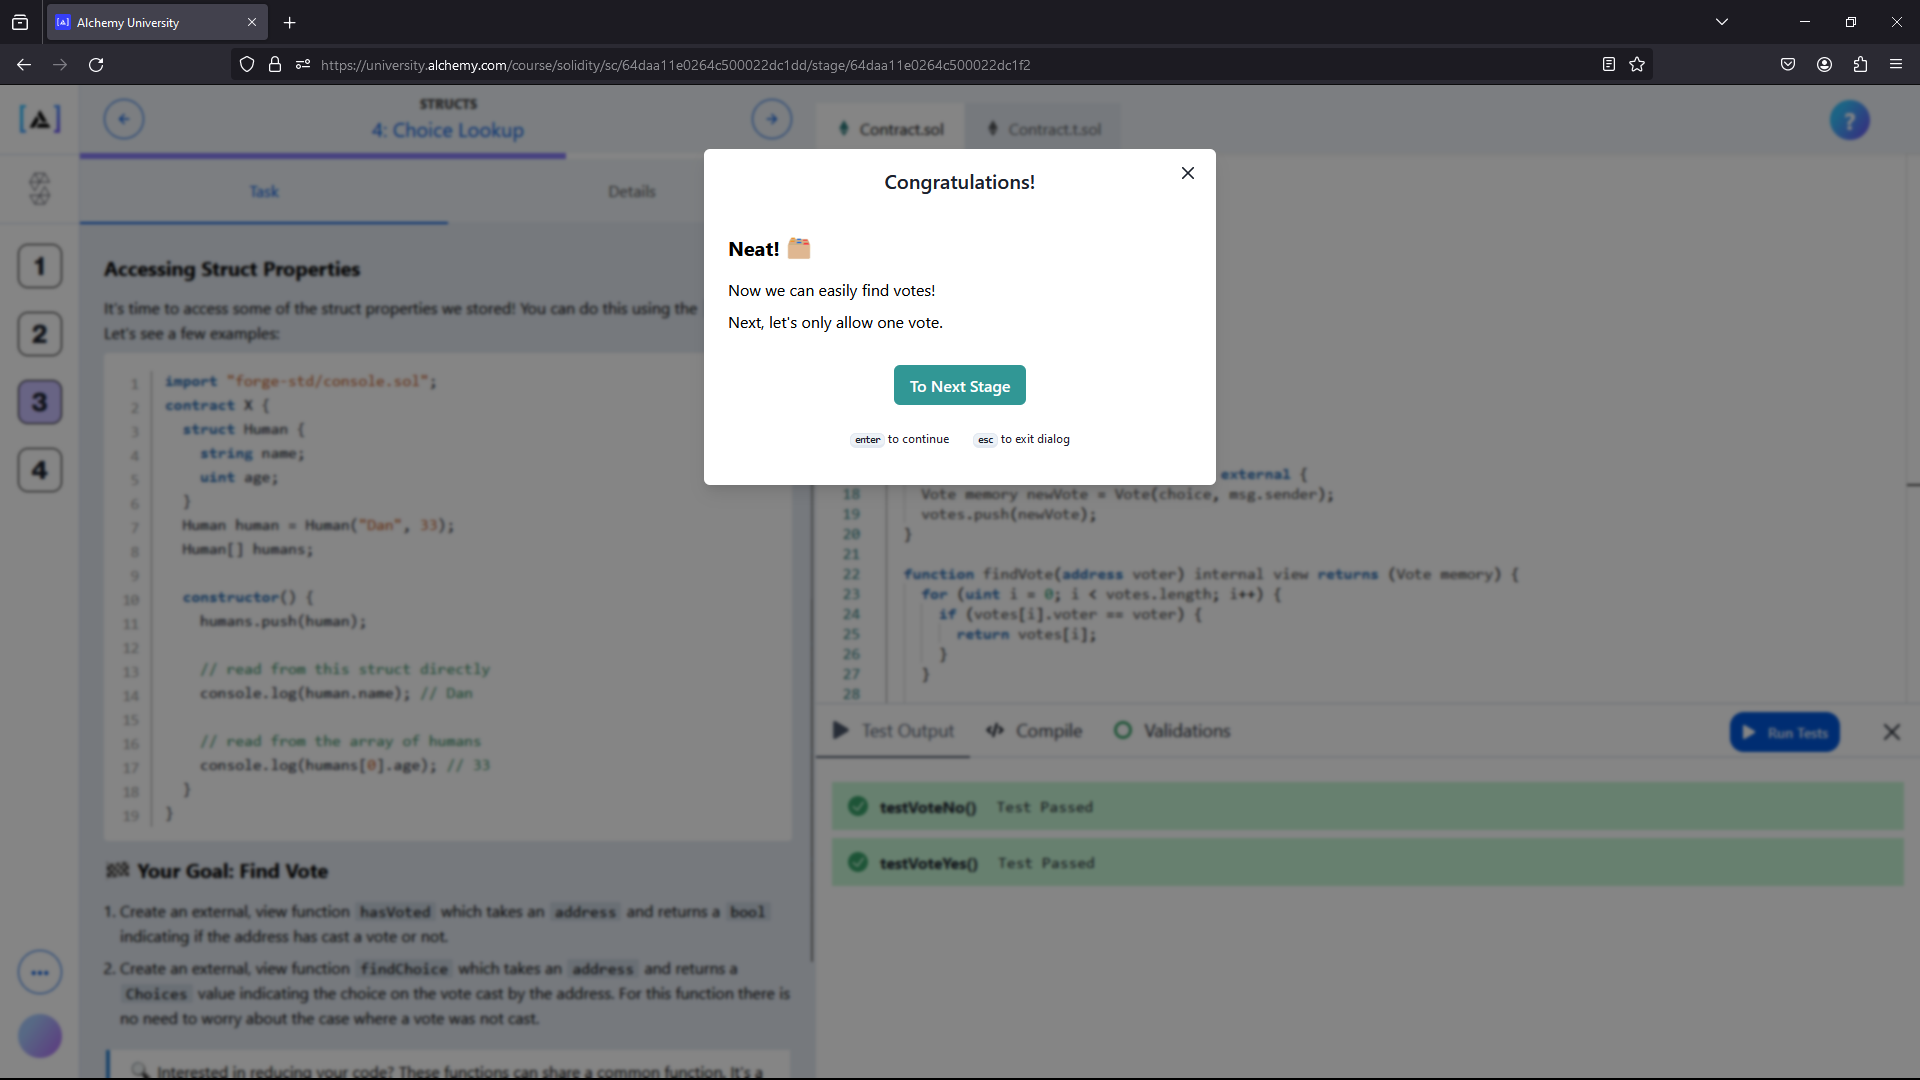 Alchemy University
https://university.alchemy.com/course/solidity/sc/64daa11e0264c500022dc1dd/stage/64daa11e0264c500022dc1f2
STRUCTS
4: Choice Lookup
Contract.sol
Contract.t.sol
?
Task
Details
1
2
3
4
Accessing Struct Properties
It's time to access some of the struct properties we stored! You can do this using the
Let's see a few examples:
1 import "forge-std/console.sol";
2 contract X {
3 struct Human {
4 string name;
5 uint age;
6 }
7 Human human = Human("Dan", 33);
8 Human[] humans;
9
10 constructor() {
11 humans.push(human);
12
13 // read from this struct directly
14 console.log(human.name); // Dan
15
16 // read from the array of humans
17 console.log(humans[0].age); // 33
18 }
19 }
Your Goal: Find Vote
1. Create an external, view function hasVoted which takes an address and returns a bool
indicating if the address has cast a vote or not.
2. Create an external, view function findChoice which takes an address and returns a
Choices value indicating the choice on the vote cast by the address. For this function there is
no need to worry about the case where a vote was not cast.
Interested in reducing your code? These functions can share a common function. It's a
Congratulations!
Neat!
Now we can easily find votes!
Next, let's only allow one vote.
To Next Stage
enter to continue
esc to exit dialog
external {
18 Vote memory newVote = Vote(choice, msg.sender);
19 votes.push(newVote);
20 }
21
22 function findVote(address voter) internal view returns (Vote memory) {
23 for (uint i = 0; i < votes.length; i++) {
24 if (votes[i].voter == voter) {
25 return votes[i];
26 }
27 }
28
Test Output
Compile
Validations
Run Tests
testVoteNo() Test Passed
testVoteYes() Test Passed